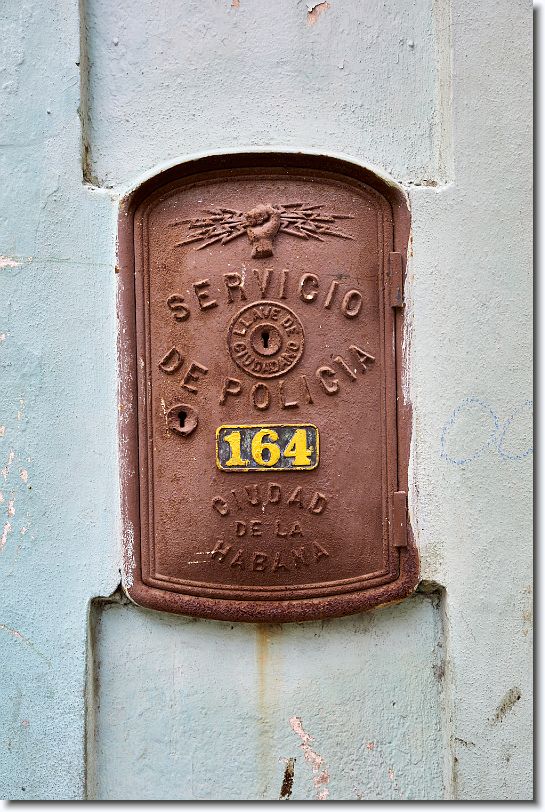 SERVICIO
LLAVE DE
CIUDADANO
DE POLICIA
164
CIUDAD
DE LA
HABANA